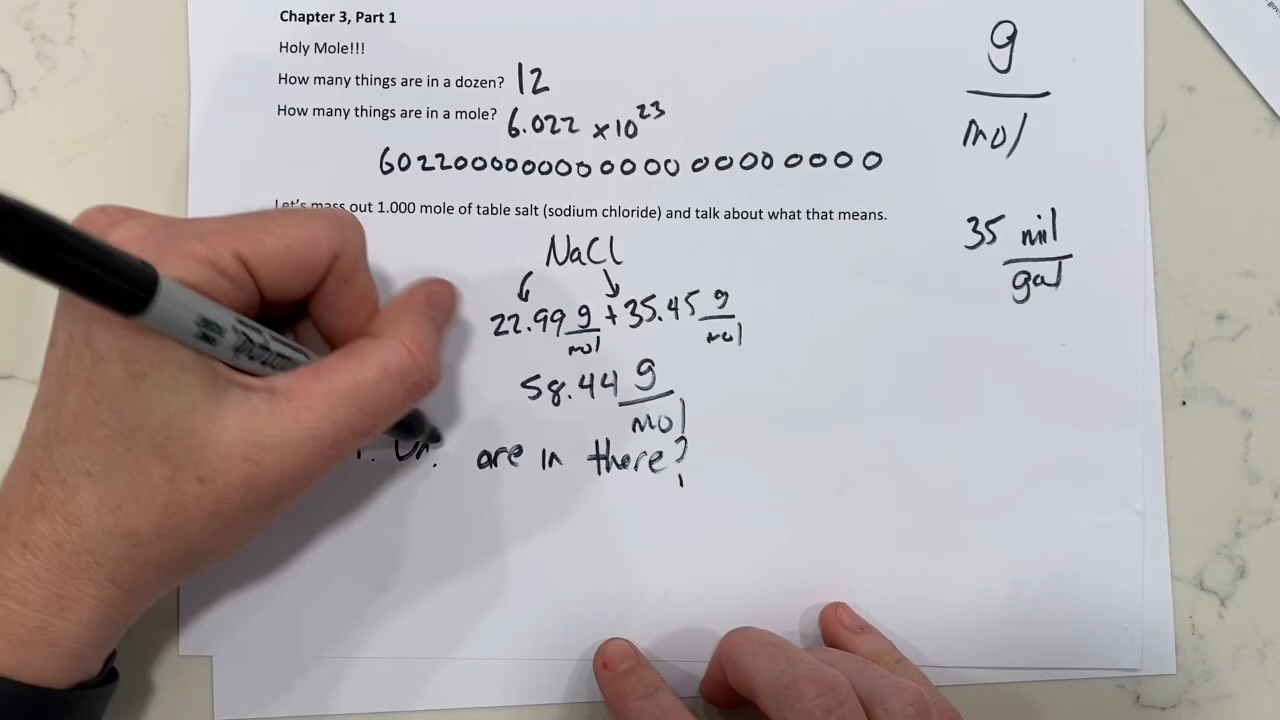 Chapter 3, Part 1
Holy Mole!!!
How many things are in a dozen? 12
How many things are in a mole? 6.022 x10^23
602200000000000000000000
Let's mass out 1.000 mole of table salt (sodium chloride) and talk about what that means.
NaCl
22.99 g/mol + 35.45 g/mol
58.44 g/mol
are in there?
g
mol
35 mil
gal